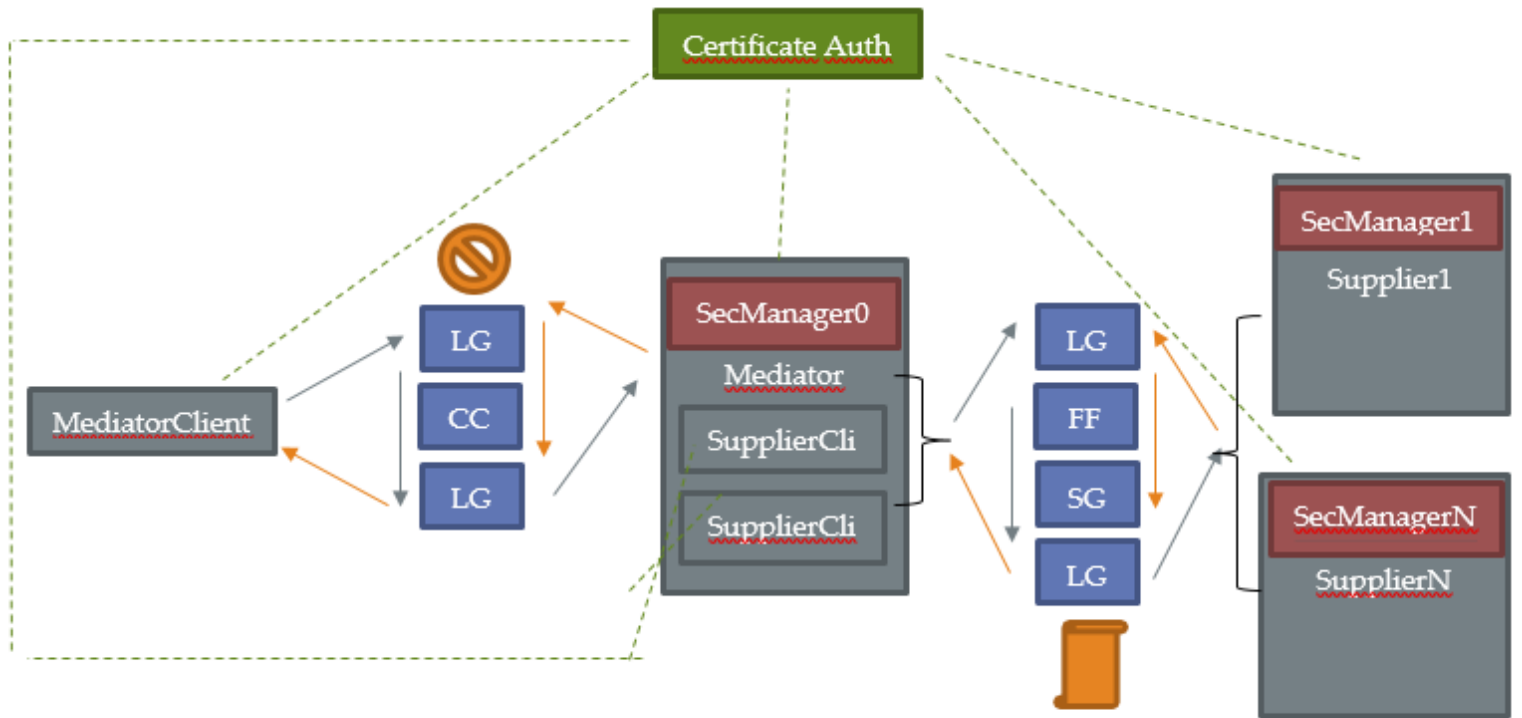 Certificate Auth
MediatorClient
LG
CC
LG
SecManager0
Mediator
SupplierCli
SupplierCli
LG
FF
SG
LG
SecManager1
Supplier1
SecManagerN
SupplierN